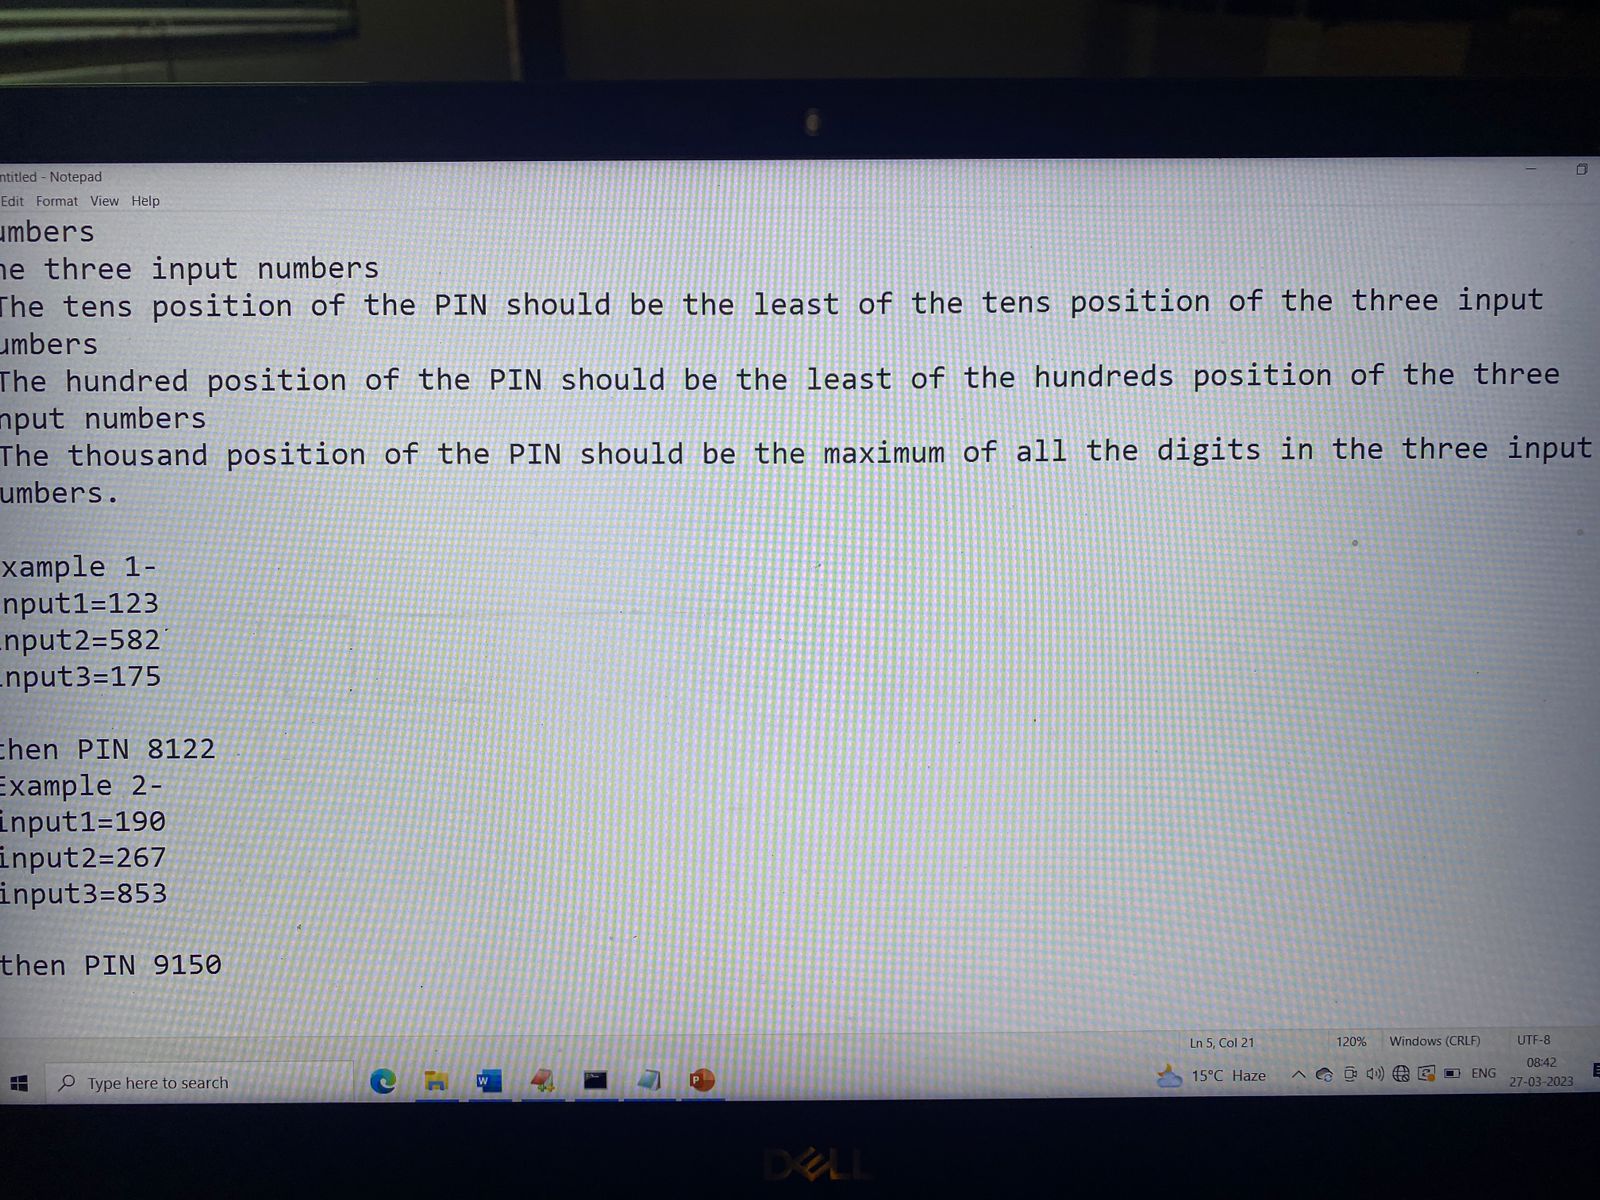 ntitled - Notepad
Edit Format View Help
umbers
he three input numbers
The tens position of the PIN should be the least of the tens position of the three input
umbers
The hundred position of the PIN should be the least of the hundreds position of the three
nput numbers
The thousand position of the PIN should be the maximum of all the digits in the three input
umbers.
xample 1-
nput1=123
nput2=582
nput3=175
then PIN 8122
Example 2-
input1=190
input2=267
input3=853
then PIN 9150
Ln 5, Col 21 120% Windows (CRLF) UTF-8
Type here to search
15°C Haze
ENG
08:42
27-03-2023
DELL